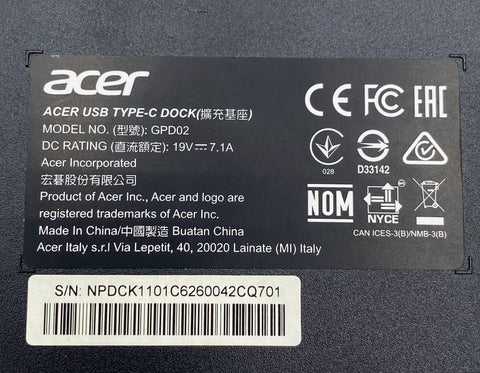 acer
ACER USB TYPE-C DOCK(擴充基座)
MODEL NO. (型號): GPD02
DC RATING (直流額定): 19V⎓7.1A
Acer Incorporated
宏碁股份有限公司
Product of Acer Inc., Acer and logo are
registered trademarks of Acer Inc.
Made In China/中國製造 Buatan China
Acer Italy s.r.l Via Lepetit, 40, 20020 Lainate (MI) Italy
CE FC EAC
028
D33142
NOM
NYCE
CAN ICES-3(B)/NMB-3(B)
S/N: NPDCK1101C6260042CQ701